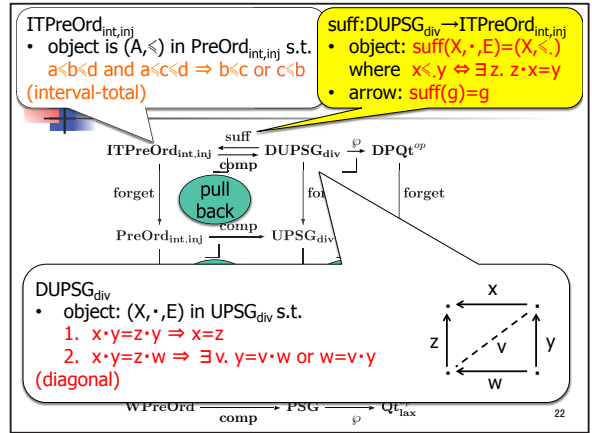 ITPreOrd_int,inj
• object is (A,⩽) in PreOrd_int,inj s.t.
a⩽b⩽d and a⩽c⩽d ⇒ b⩽c or c⩽b
(interval-total)
suff:DUPSG_div→ITPreOrd_int,inj
• object: suff(X,・,E)=(X,⩽.)
where x⩽.y ⇔ ∃z. z・x=y
• arrow: suff(g)=g
suff
ITPreOrd_int,inj DUPSG_div ℘ DPQt^op
comp
forget forget
pull
back
comp
PreOrd_int,inj UPSG_div
DUPSG_div
• object: (X,・,E) in UPSG_div s.t.
1. x・y=z・y ⇒ x=z
2. x・y=z・w ⇒ ∃v. y=v・w or w=v・y
(diagonal)
x
z v y
w
WPreOrd PSG Qt_lax
comp ℘
22